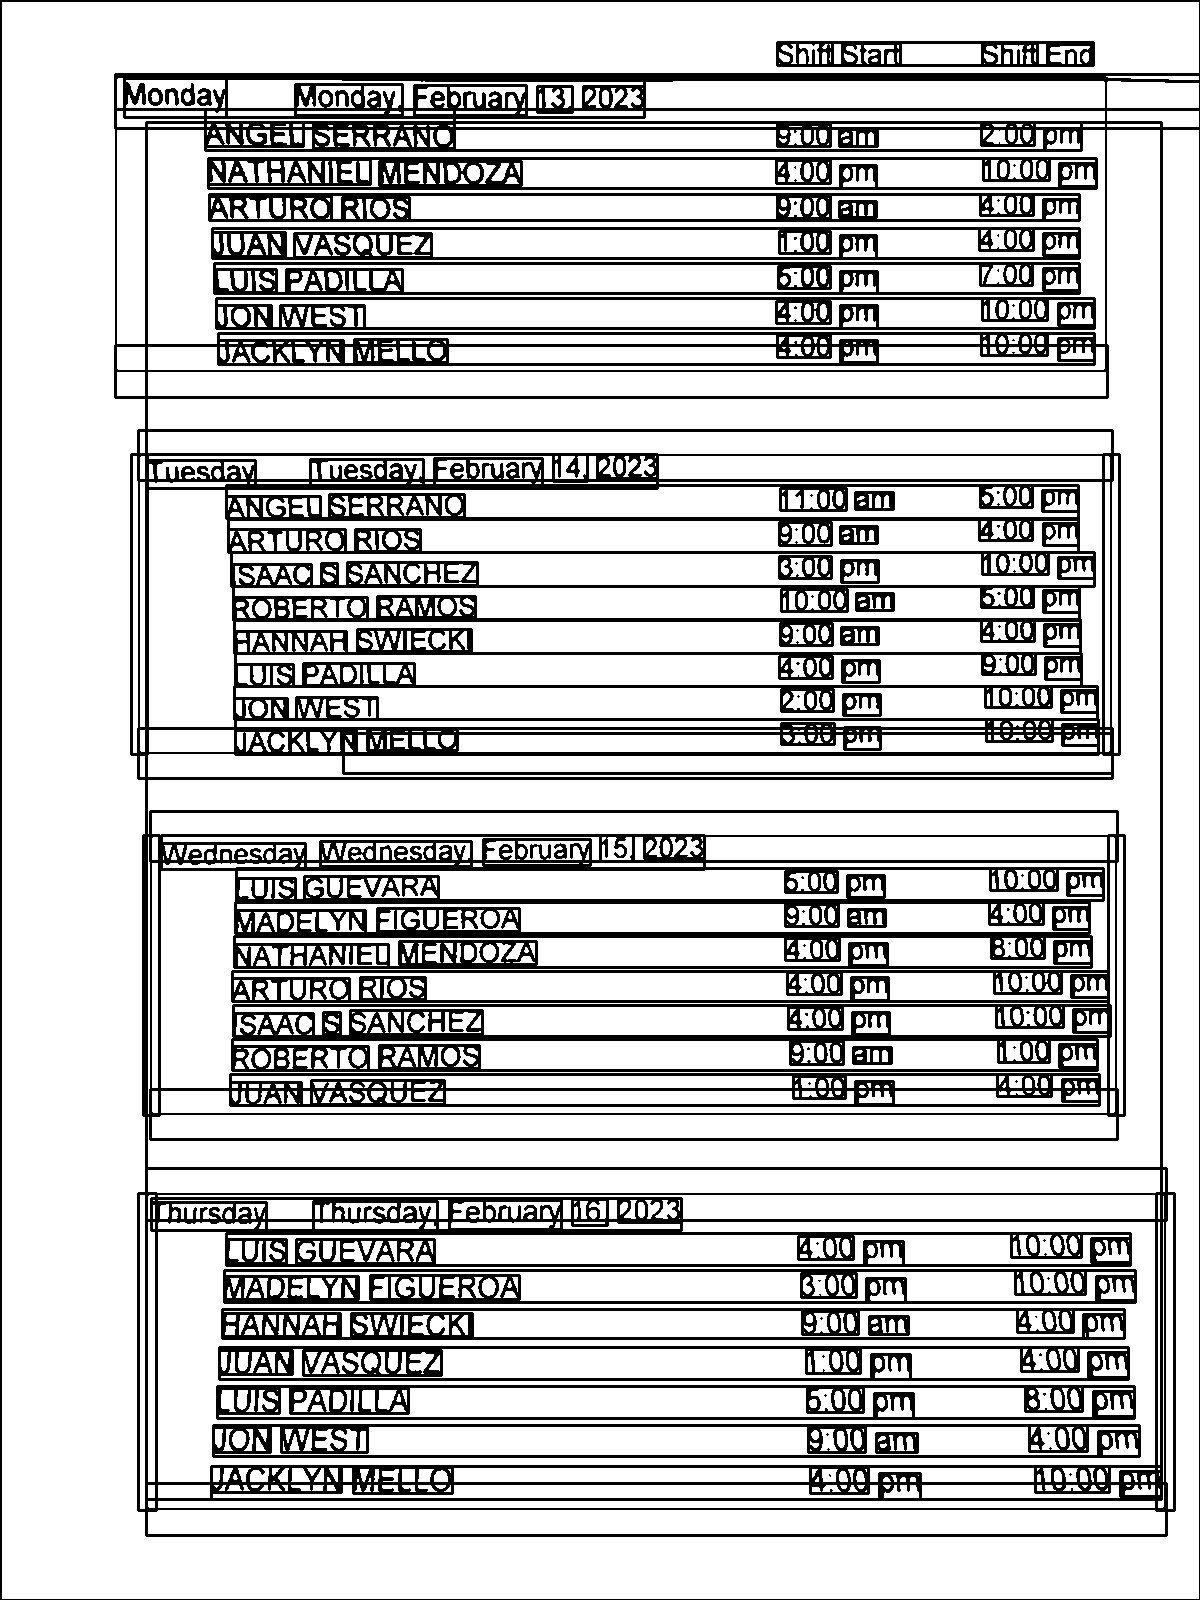 Shift Start Shift End
Monday Monday, February 13, 2023
ANGEL SERRANO 9:00 am 2:00 pm
NATHANIEL MENDOZA 4:00 pm 10:00 pm
ARTURO RIOS 9:00 am 4:00 pm
JUAN VASQUEZ 1:00 pm 4:00 pm
LUIS PADILLA 5:00 pm 7:00 pm
JON WEST 4:00 pm 10:00 pm
JACKLYN MELLO 4:00 pm 10:00 pm
Tuesday Tuesday, February 14, 2023
ANGEL SERRANO 11:00 am 5:00 pm
ARTURO RIOS 9:00 am 4:00 pm
ISAAC S SANCHEZ 3:00 pm 10:00 pm
ROBERTO RAMOS 10:00 am 5:00 pm
HANNAH SWIECKI 9:00 am 4:00 pm
LUIS PADILLA 4:00 pm 9:00 pm
JON WEST 2:00 pm 10:00 pm
JACKLYN MELLO 3:00 pm 10:00 pm
Wednesday Wednesday, February 15, 2023
LUIS GUEVARA 5:00 pm 10:00 pm
MADELYN FIGUEROA 9:00 am 4:00 pm
NATHANIEL MENDOZA 4:00 pm 8:00 pm
ARTURO RIOS 4:00 pm 10:00 pm
ISAAC S SANCHEZ 4:00 pm 10:00 pm
ROBERTO RAMOS 9:00 am 1:00 pm
JUAN VASQUEZ 1:00 pm 4:00 pm
Thursday Thursday, February 16, 2023
LUIS GUEVARA 4:00 pm 10:00 pm
MADELYN FIGUEROA 3:00 pm 10:00 pm
HANNAH SWIECKI 9:00 am 4:00 pm
JUAN VASQUEZ 1:00 pm 4:00 pm
LUIS PADILLA 5:00 pm 8:00 pm
JON WEST 9:00 am 4:00 pm
JACKLYN MELLO 4:00 pm 10:00 pm